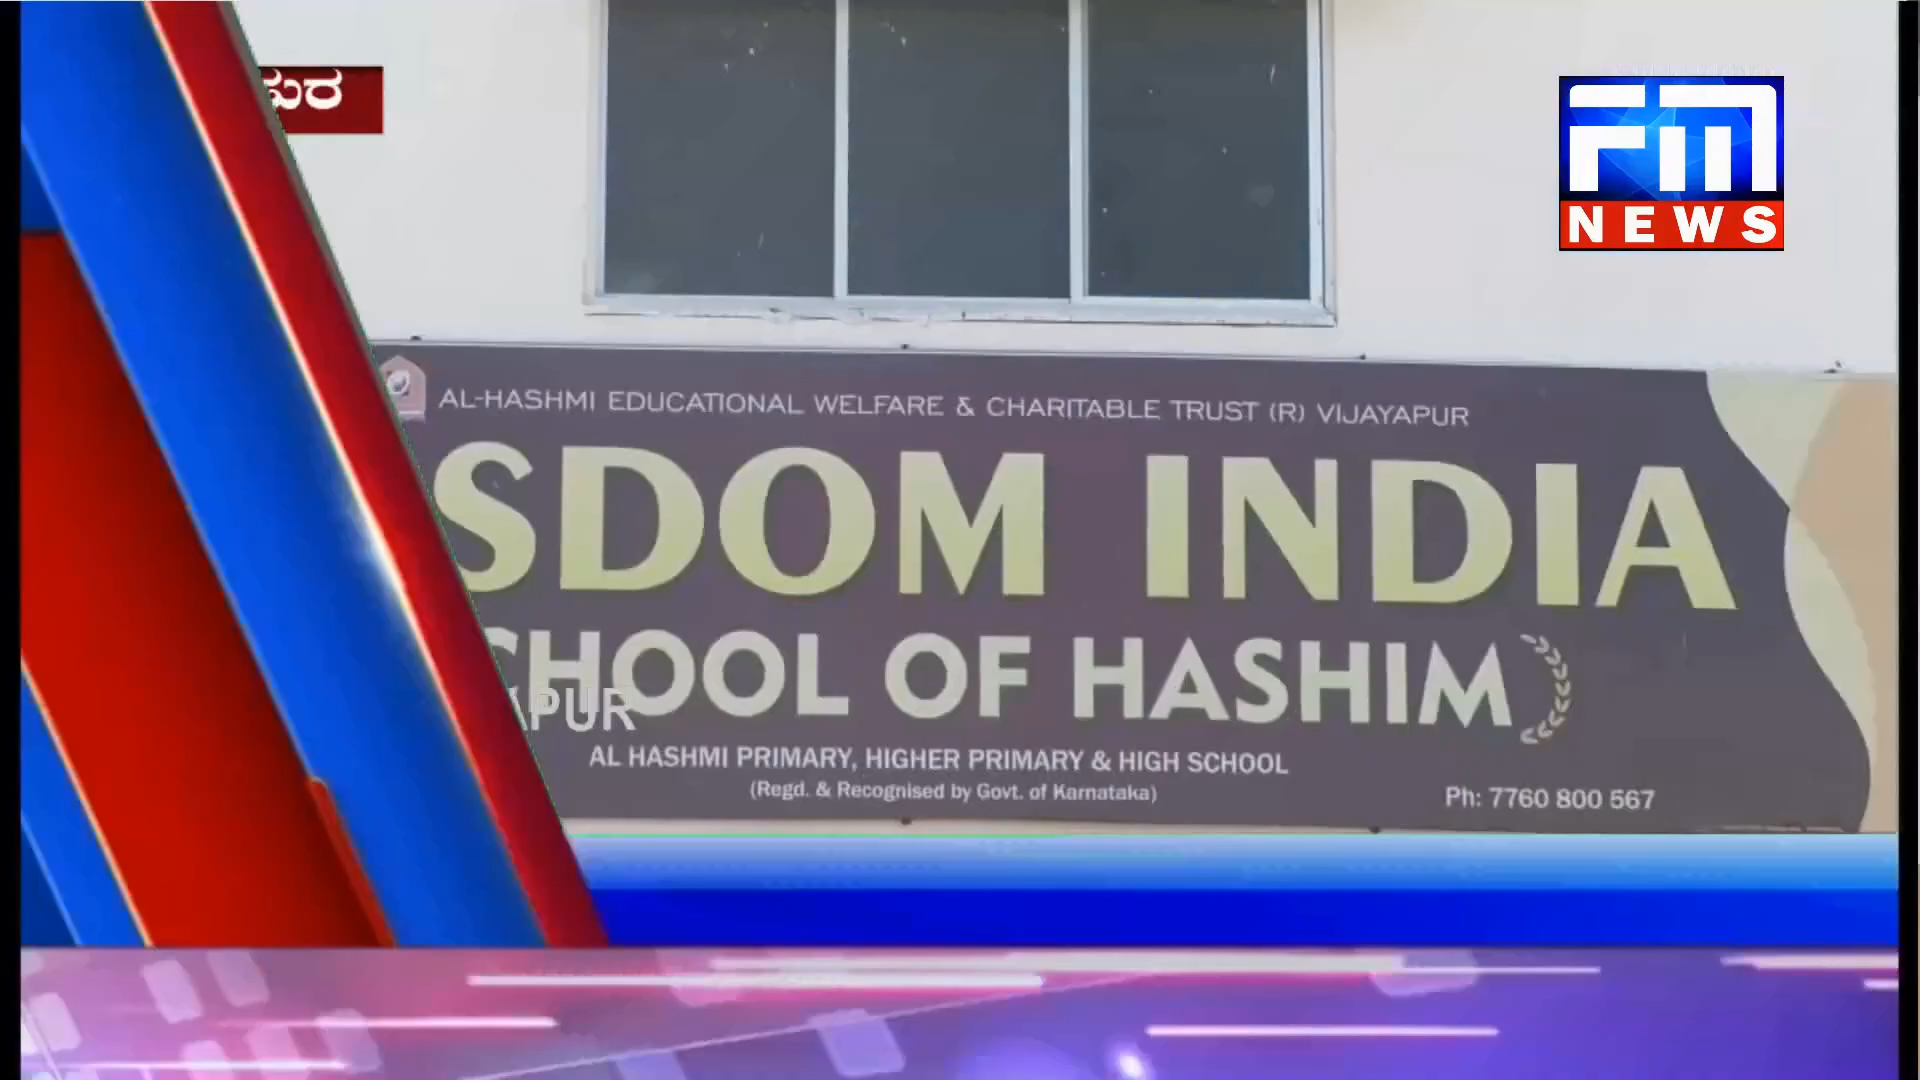 ಪುರ
FM
NEWS
AL-HASHMI EDUCATIONAL WELFARE & CHARITABLE TRUST (R) VIJAYAPUR
SDOM INDIA
CHOOL OF HASHIM
APUR
AL HASHMI PRIMARY, HIGHER PRIMARY & HIGH SCHOOL
(Regd. & Recognised by Govt. of Karnataka)
Ph: 7760 800 567